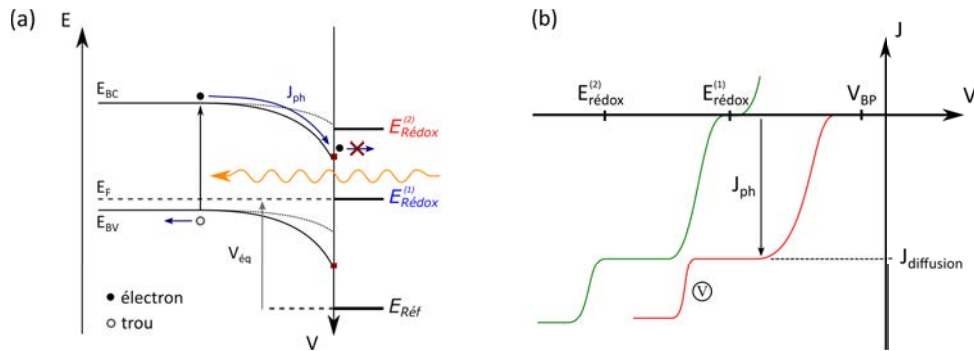 (a)
E
E_BC
J_ph
E_Rédox^(2)
E_F
E_Rédox^(1)
E_BV
V_éq
● électron
○ trou
E_Réf
V
(b)
J
E_rédox^(2)
E_rédox^(1)
V_BP
V
J_ph
J_diffusion
V